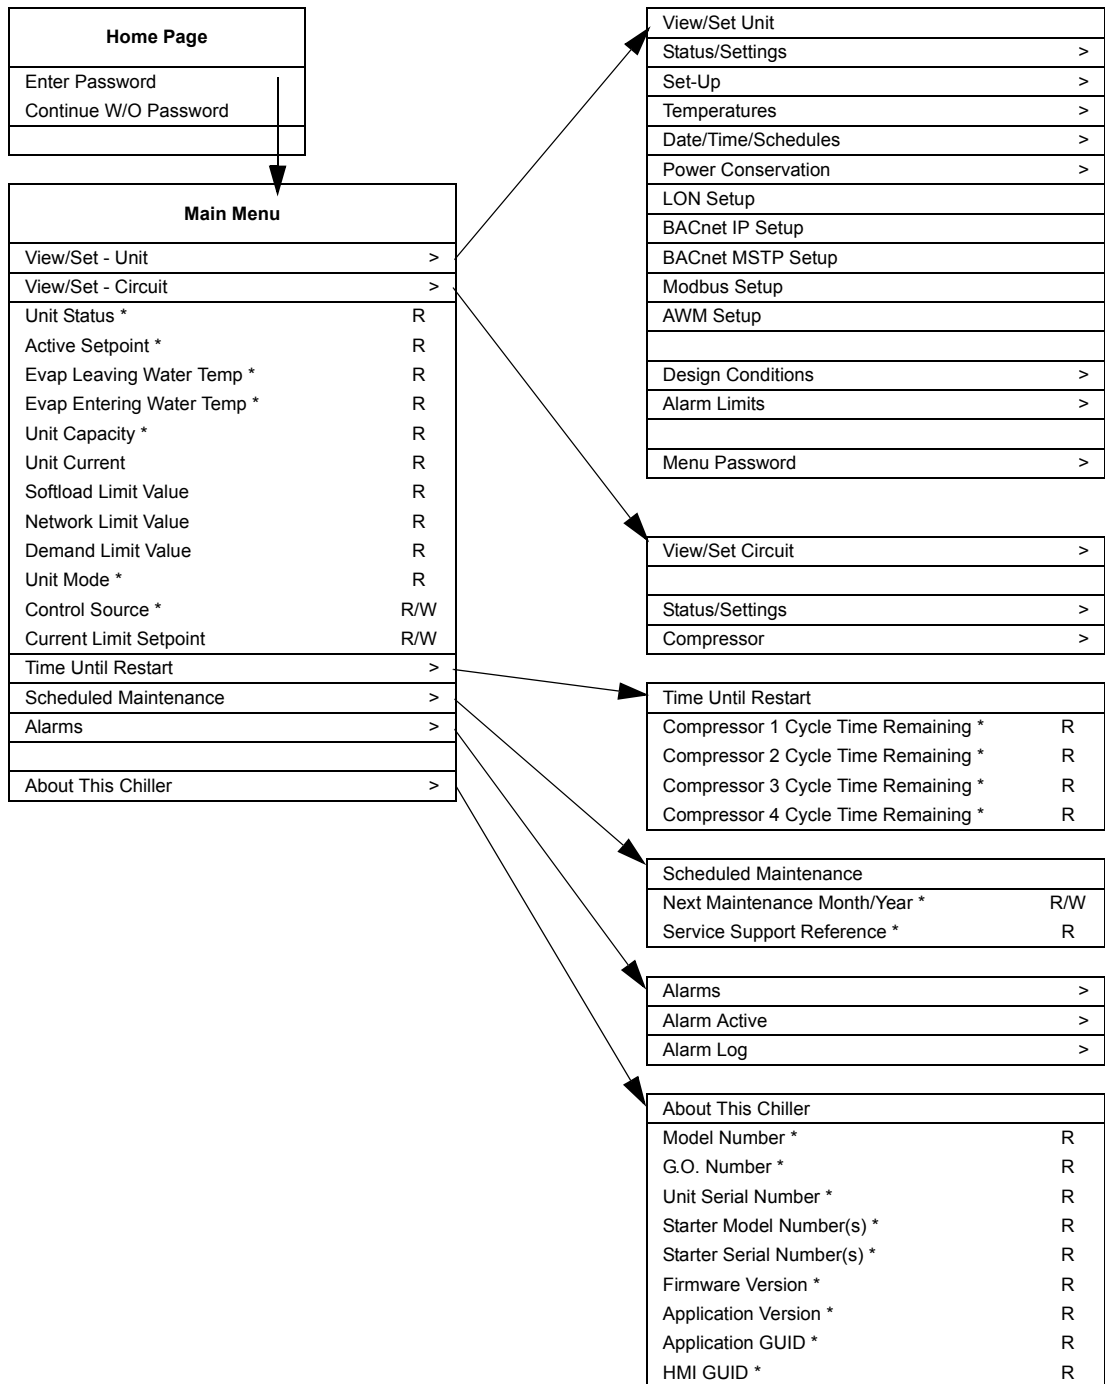 Home Page
Enter Password
Continue W/O Password
Main Menu
View/Set - Unit >
View/Set - Circuit >
Unit Status * R
Active Setpoint * R
Evap Leaving Water Temp * R
Evap Entering Water Temp * R
Unit Capacity * R
Unit Current R
Softload Limit Value R
Network Limit Value R
Demand Limit Value R
Unit Mode * R
Control Source * R/W
Current Limit Setpoint R/W
Time Until Restart >
Scheduled Maintenance >
Alarms >
About This Chiller >
View/Set Unit
Status/Settings >
Set-Up >
Temperatures >
Date/Time/Schedules >
Power Conservation >
LON Setup
BACnet IP Setup
BACnet MSTP Setup
Modbus Setup
AWM Setup
Design Conditions >
Alarm Limits >
Menu Password >
View/Set Circuit >
Status/Settings >
Compressor >
Time Until Restart
Compressor 1 Cycle Time Remaining * R
Compressor 2 Cycle Time Remaining * R
Compressor 3 Cycle Time Remaining * R
Compressor 4 Cycle Time Remaining * R
Scheduled Maintenance
Next Maintenance Month/Year * R/W
Service Support Reference * R
Alarms >
Alarm Active >
Alarm Log >
About This Chiller
Model Number * R
G.O. Number * R
Unit Serial Number * R
Starter Model Number(s) * R
Starter Serial Number(s) * R
Firmware Version * R
Application Version * R
Application GUID * R
HMI GUID * R